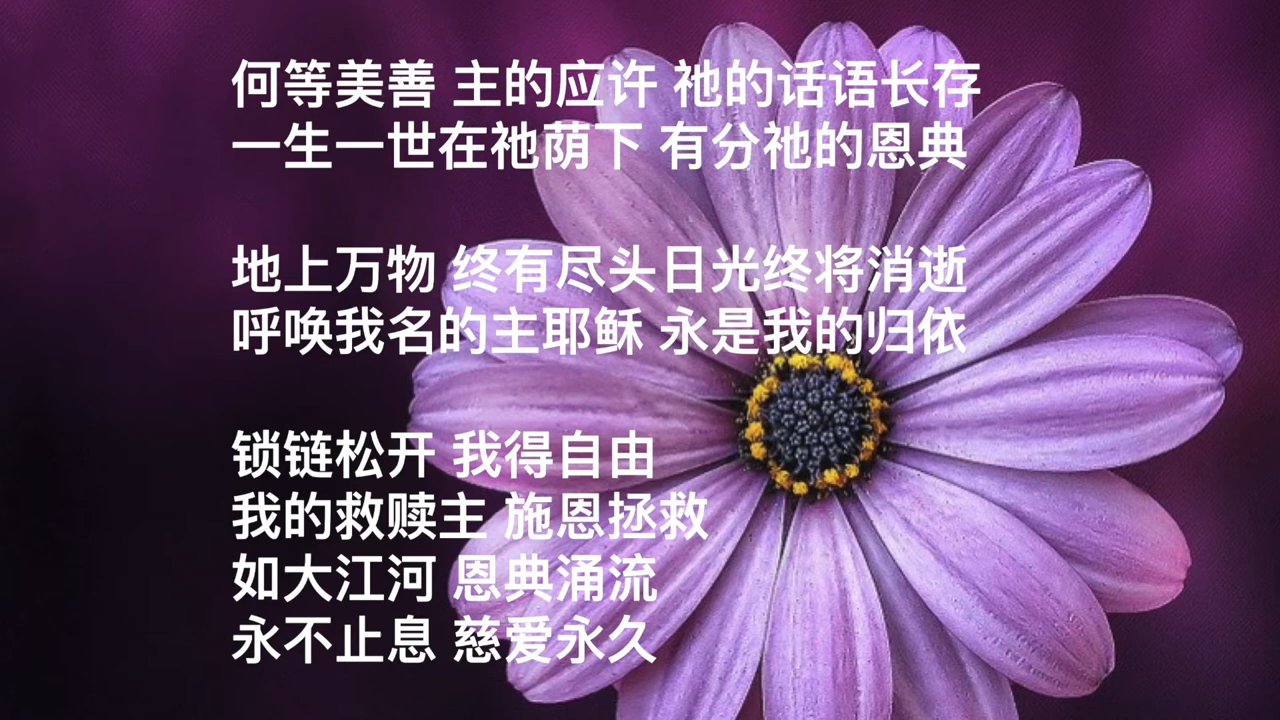 何等美善 主的应许 祂的话语长存
一生一世在祂荫下 有分祂的恩典
地上万物 终有尽头日光终将消逝
呼唤我名的主耶稣 永是我的归依
锁链松开 我得自由
我的救赎主 施恩拯救
如大江河 恩典涌流
永不止息 慈爱永久